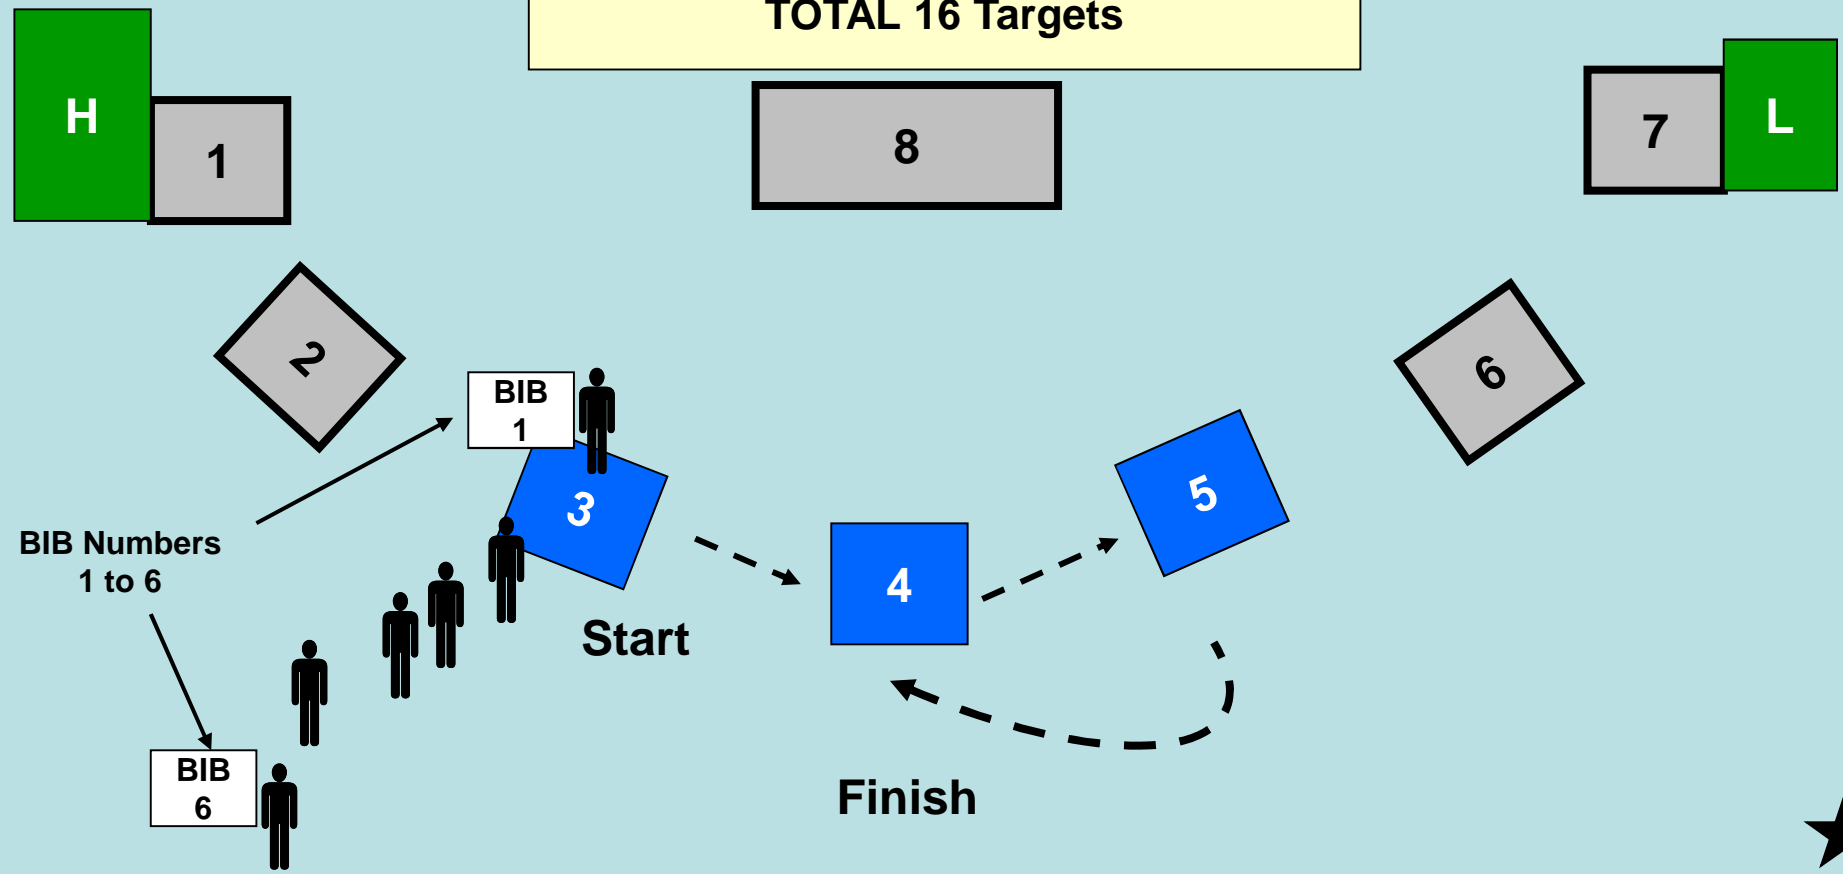 TOTAL 16 Targets
H
1
8
7
L
2
6
BIB
1
3
5
4
BIB Numbers
1 to 6
Start
BIB
6
Finish